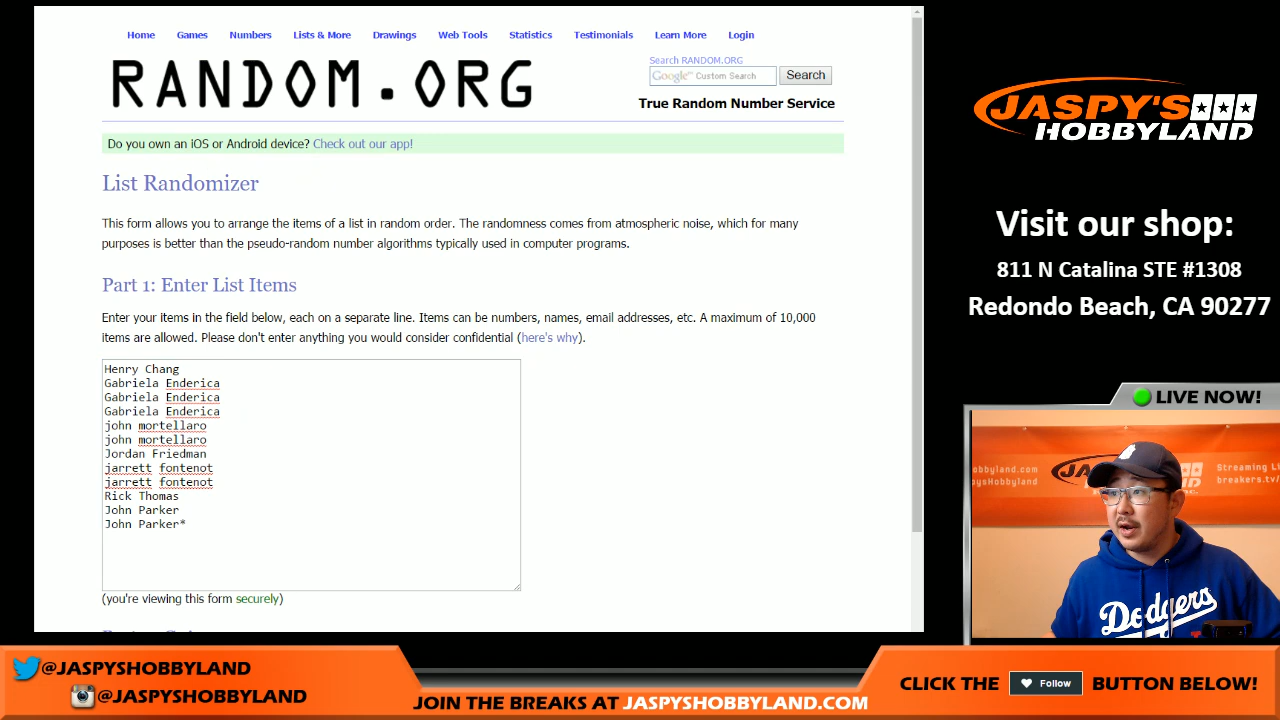 Home Games Numbers Lists & More Drawings Web Tools Statistics Testimonials Learn More Login
RANDOM.ORG
Search RANDOM.ORG
Google™ Custom Search Search
True Random Number Service
Do you own an iOS or Android device? Check out our app!
List Randomizer
This form allows you to arrange the items of a list in random order. The randomness comes from atmospheric noise, which for many
purposes is better than the pseudo-random number algorithms typically used in computer programs.
Part 1: Enter List Items
Enter your items in the field below, each on a separate line. Items can be numbers, names, email addresses, etc. A maximum of 10,000
items are allowed. Please don't enter anything you would consider confidential (here's why).
Henry Chang
Gabriela Enderica
Gabriela Enderica
Gabriela Enderica
john mortellaro
john mortellaro
Jordan Friedman
jarrett fontenot
jarrett fontenot
Rick Thomas
John Parker
John Parker*
(you're viewing this form securely)
JASPY'S
HOBBYLAND
Visit our shop:
811 N Catalina STE #1308
Redondo Beach, CA 90277
LIVE NOW!
Streaming
breakers.tv/
Dodgers
@JASPYSHOBBYLAND
@JASPYSHOBBYLAND
JOIN THE BREAKS AT JASPYSHOBBYLAND.COM
CLICK THE Follow BUTTON BELOW!